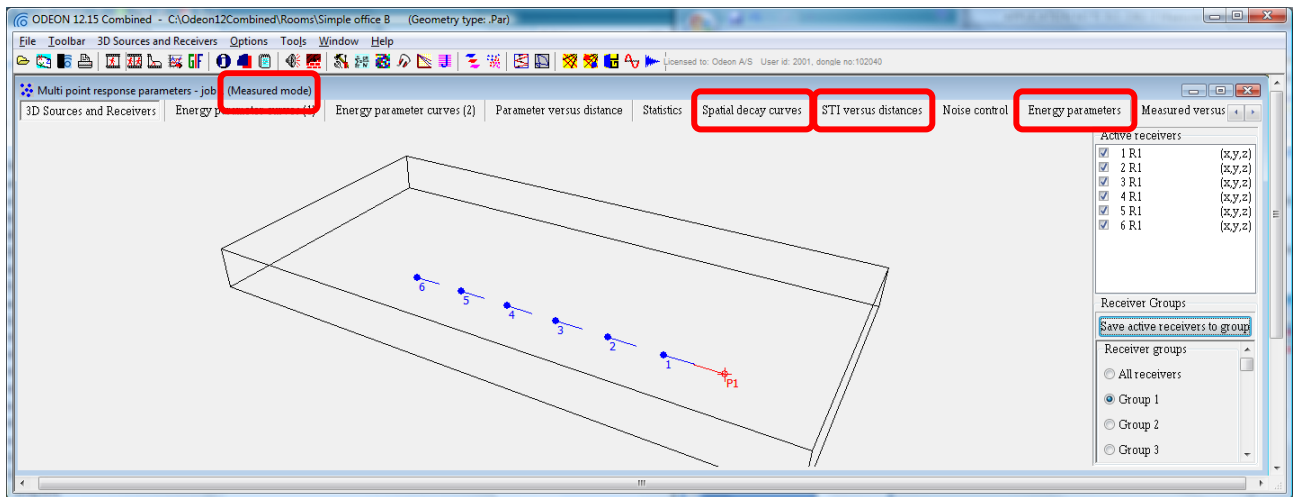 ODEON 12.15 Combined - C:\Odeon12Combined\Rooms\Simple office B (Geometry type: .Par)
File Toolbar 3D Sources and Receivers Options Tools Window Help
GIF Licensed to: Odeon A/S User id: 2001, dongle no:102040
Multi point response parameters - job (Measured mode)
3D Sources and Receivers Energy parameter curves (1) Energy parameter curves (2) Parameter versus distance Statistics Spatial decay curves STI versus distances Noise control Energy parameters Measured versus
Active receivers
1 R1 (x,y,z)
2 R1 (x,y,z)
3 R1 (x,y,z)
4 R1 (x,y,z)
5 R1 (x,y,z)
6 R1 (x,y,z)
6
5
4
3
2
1
P1
Receiver Groups
Save active receivers to group
Receiver groups
All receivers
Group 1
Group 2
Group 3